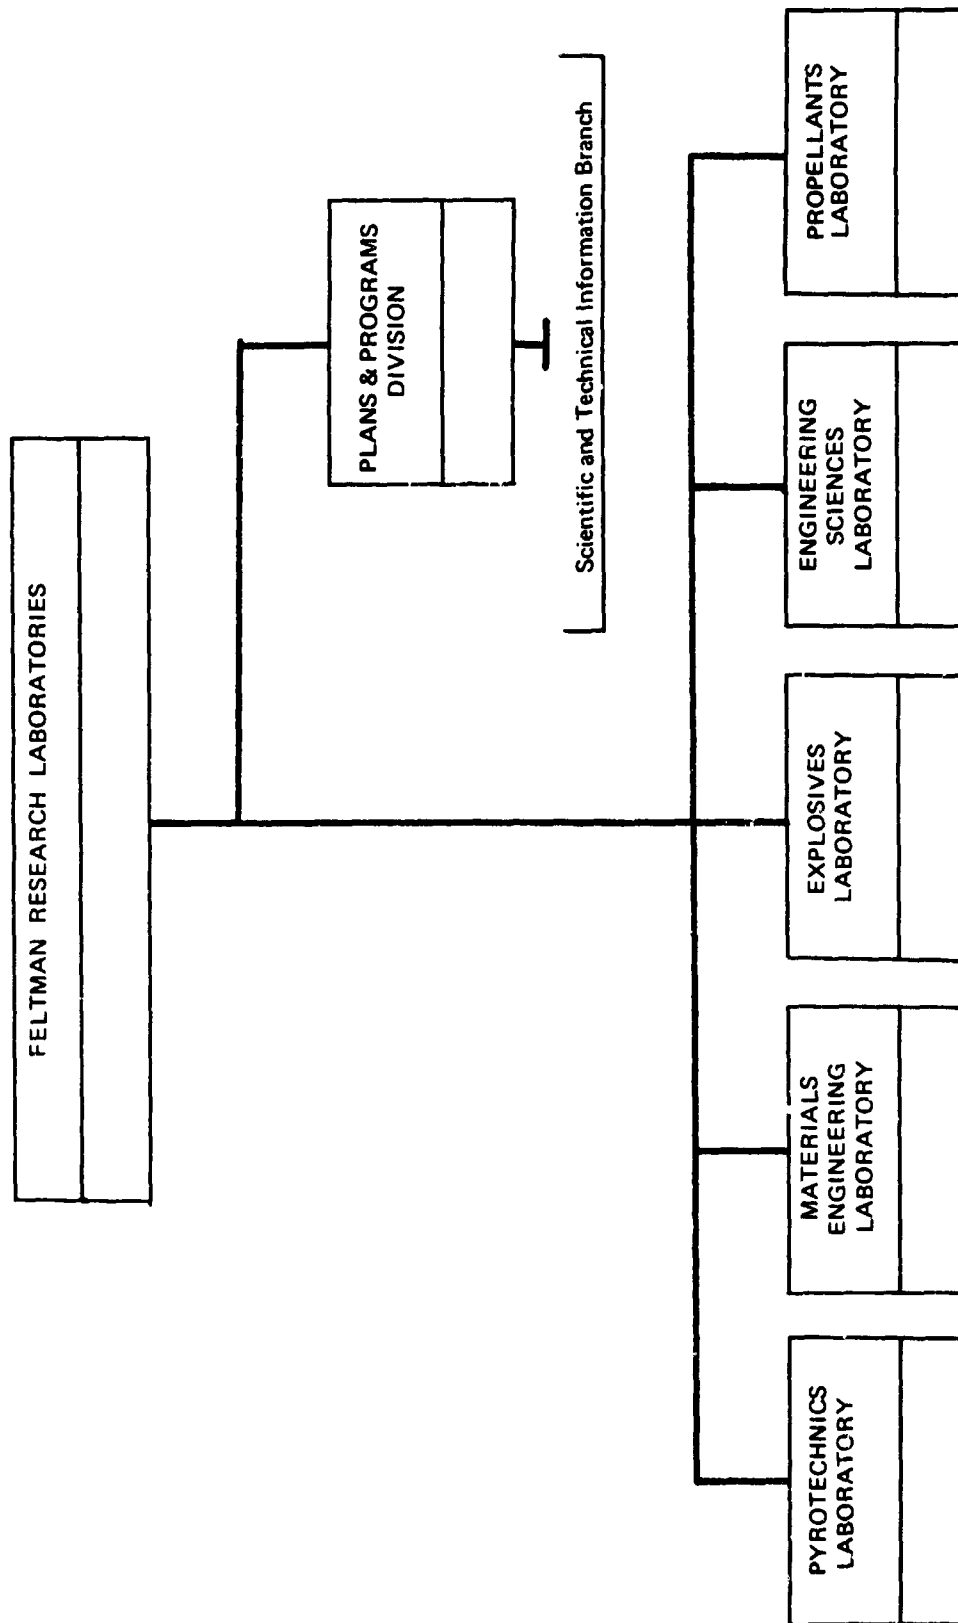 FELTMAN RESEARCH LABORATORIES
PLANS & PROGRAMS
DIVISION
Scientific and Technical Information Branch
PYROTECHNICS
LABORATORY
MATERIALS
ENGINEERING
LABORATORY
EXPLOSIVES
LABORATORY
ENGINEERING
SCIENCES
LABORATORY
PROPELLANTS
LABORATORY